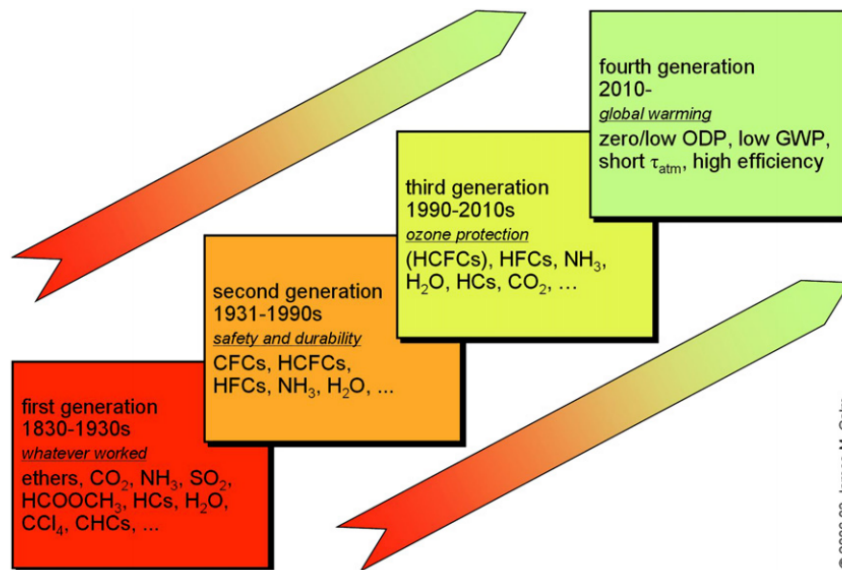 fourth generation
2010-
global warming
zero/low ODP, low GWP,
short τatm, high efficiency
third generation
1990-2010s
ozone protection
(HCFCs), HFCs, NH₃,
H₂O, HCs, CO₂, ...
second generation
1931-1990s
safety and durability
CFCs, HCFCs,
HFCs, NH₃, H₂O, ...
first generation
1830-1930s
whatever worked
ethers, CO₂, NH₃, SO₂,
HCOOCH₃, HCs, H₂O,
CCl₄, CHCs, ...